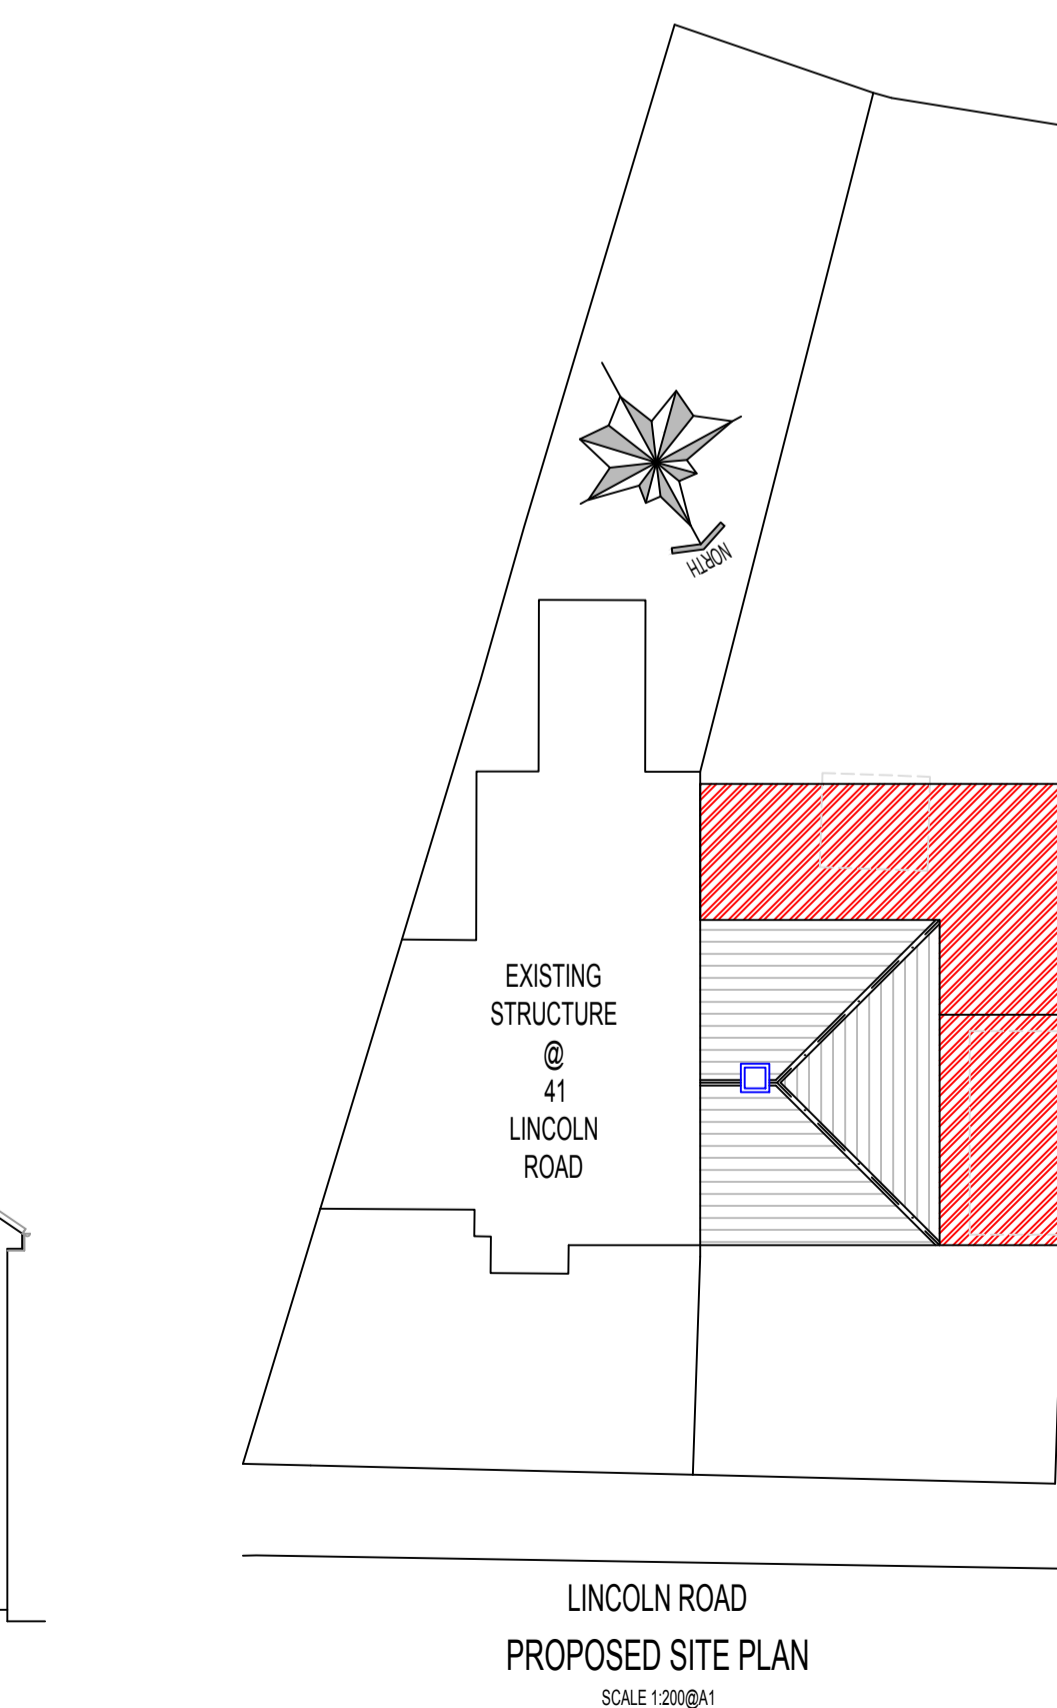 NORTH
EXISTING
STRUCTURE
@
41
LINCOLN
ROAD
LINCOLN ROAD
PROPOSED SITE PLAN
SCALE 1:200@A1